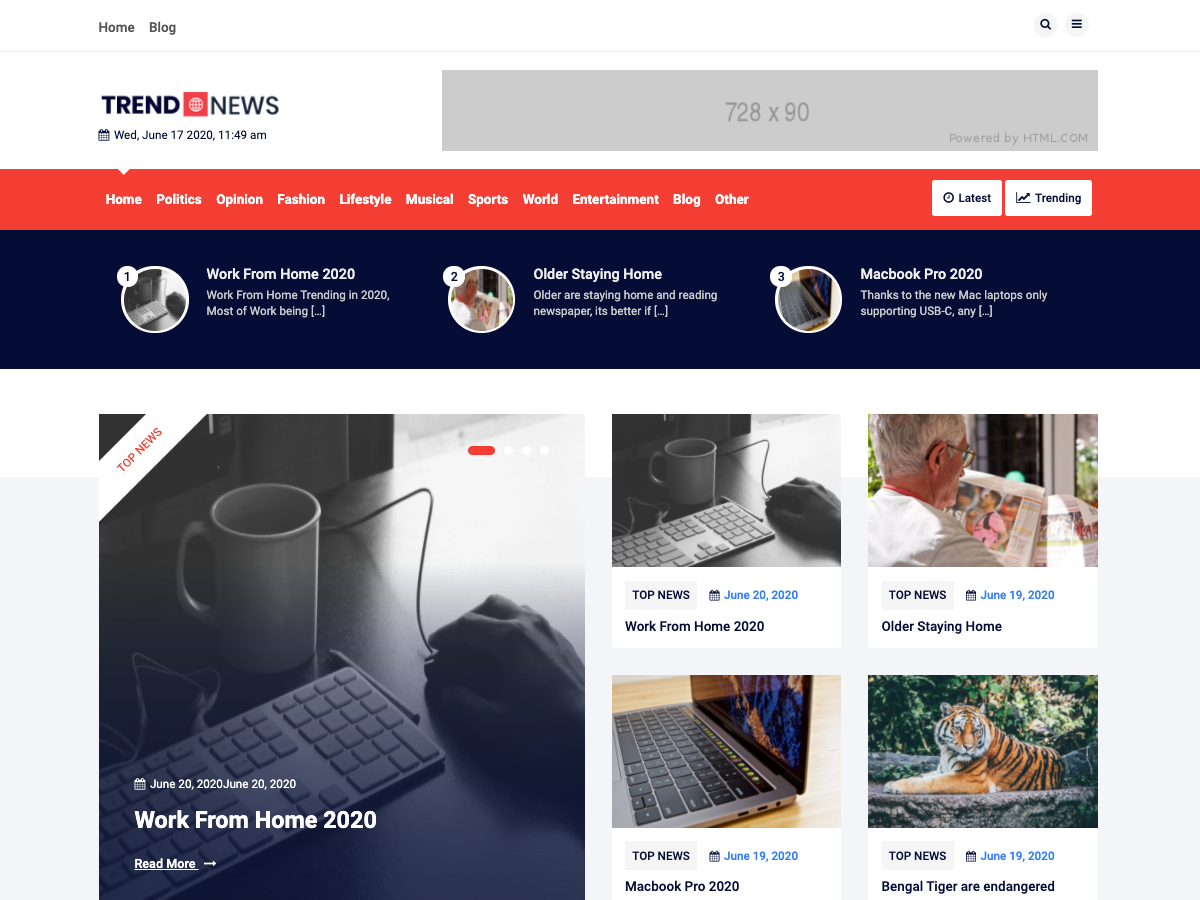 Home Blog
TREND NEWS
Wed, June 17 2020, 11:49 am
728 x 90
Powered by HTML.COM
Home Politics Opinion Fashion Lifestyle Musical Sports World Entertainment Blog Other
Latest Trending
1
Work From Home 2020
Work From Home Trending in 2020,
Most of Work being [...]
2
Older Staying Home
Older are staying home and reading
newspaper, its better if [...]
3
Macbook Pro 2020
Thanks to the new Mac laptops only
supporting USB-C, any [...]
TOP NEWS
June 20, 2020June 20, 2020
Work From Home 2020
Read More
TOP NEWS June 20, 2020
Work From Home 2020
TOP NEWS June 19, 2020
Older Staying Home
TOP NEWS June 19, 2020
Macbook Pro 2020
TOP NEWS June 19, 2020
Bengal Tiger are endangered